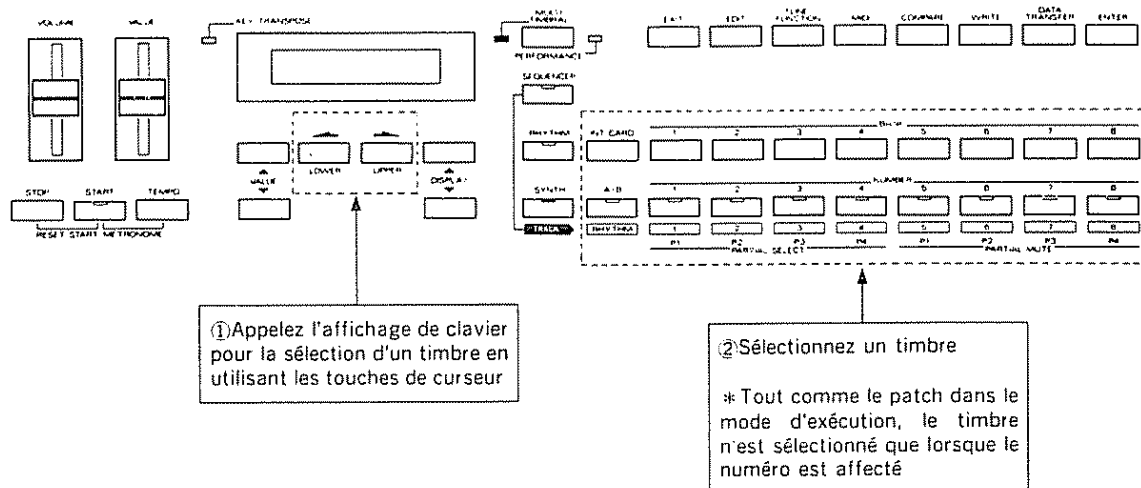 VOLUME VALUE
KEY TRANSPOSE
MULTI TIMBRAL
PERFORMANCE
EXIT EDIT TUNE FUNCTION MIDI COMPARE WRITE DATA TRANSFER ENTER
SEQUENCER
RHYTHM INT CARD
1 2 3 4 5 6 7 8
LOWER UPPER
VALUE
DISPLAY
STOP START TEMPO
RESET START METRONOME
SYNTH A·B
NUMBER
1 2 3 4 5 6 7 8
TRACK RHYTHM 1 2 3 4 5 6 7 8
P1 P2 P3 P4 P1 P2 P3 P4
PARTIAL SELECT PARTIAL MUTE
①Appelez l'affichage de clavier
pour la sélection d'un timbre en
utilisant les touches de curseur
②Sélectionnez un timbre
* Tout comme le patch dans le
mode d'exécution, le timbre
n'est sélectionné que lorsque le
numéro est affecté